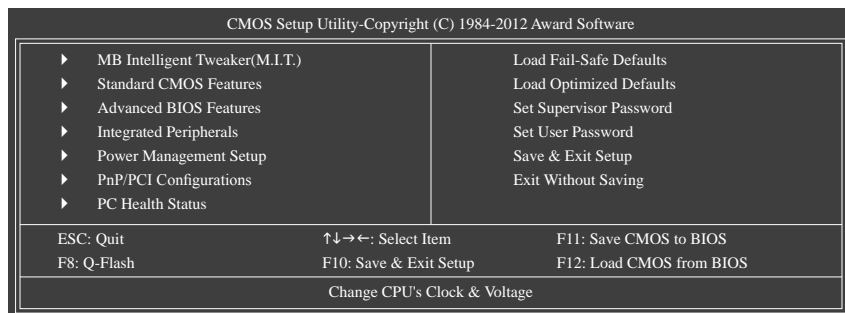 CMOS Setup Utility-Copyright (C) 1984-2012 Award Software
MB Intelligent Tweaker(M.I.T.)
Standard CMOS Features
Advanced BIOS Features
Integrated Peripherals
Power Management Setup
PnP/PCI Configurations
PC Health Status
Load Fail-Safe Defaults
Load Optimized Defaults
Set Supervisor Password
Set User Password
Save & Exit Setup
Exit Without Saving
ESC: Quit ↑↓→←: Select Item F11: Save CMOS to BIOS
F8: Q-Flash F10: Save & Exit Setup F12: Load CMOS from BIOS
Change CPU's Clock & Voltage